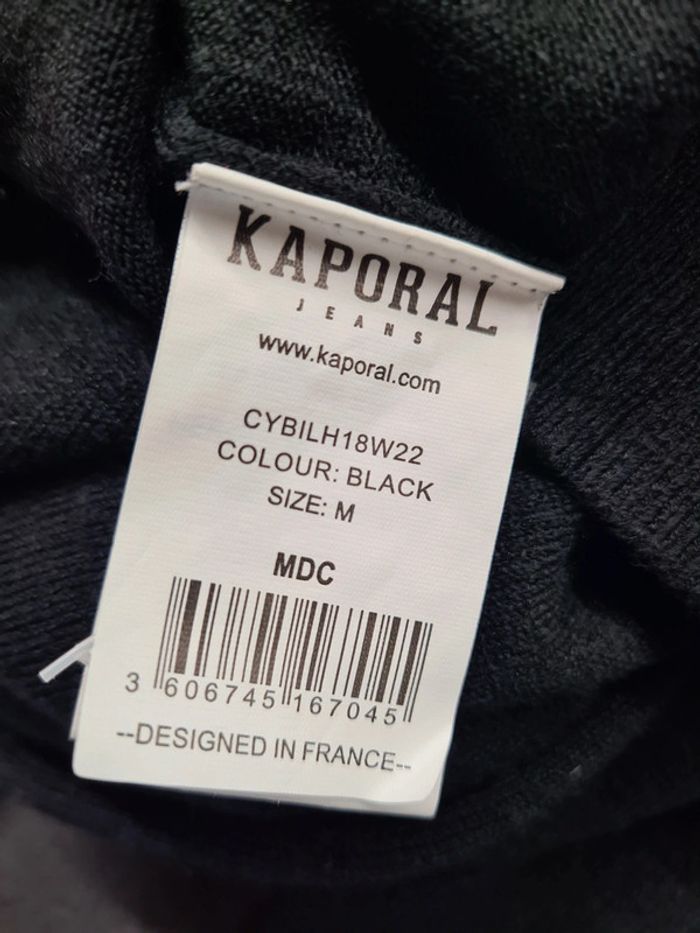 KAPORAL
JEANS
www.kaporal.com
CYBILH18W22
COLOUR: BLACK
SIZE: M
MDC
3 606745 167045
--DESIGNED IN FRANCE--